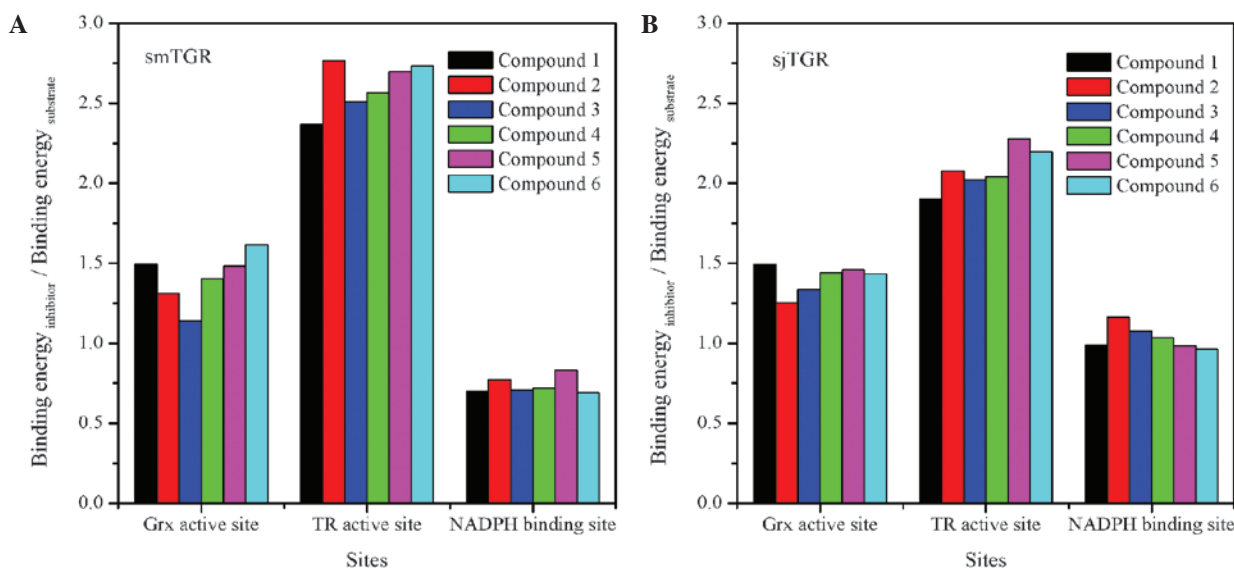 A
smTGR
Compound 1
Compound 2
Compound 3
Compound 4
Compound 5
Compound 6
3.0
2.5
2.0
1.5
1.0
0.5
0.0
Binding energy inhibitor / Binding energy substrate
Grx active site TR active site NADPH binding site
Sites
B
sjTGR
Compound 1
Compound 2
Compound 3
Compound 4
Compound 5
Compound 6
3.0
2.5
2.0
1.5
1.0
0.5
0.0
Binding energy inhibitor / Binding energy substrate
Grx active site TR active site NADPH binding site
Sites